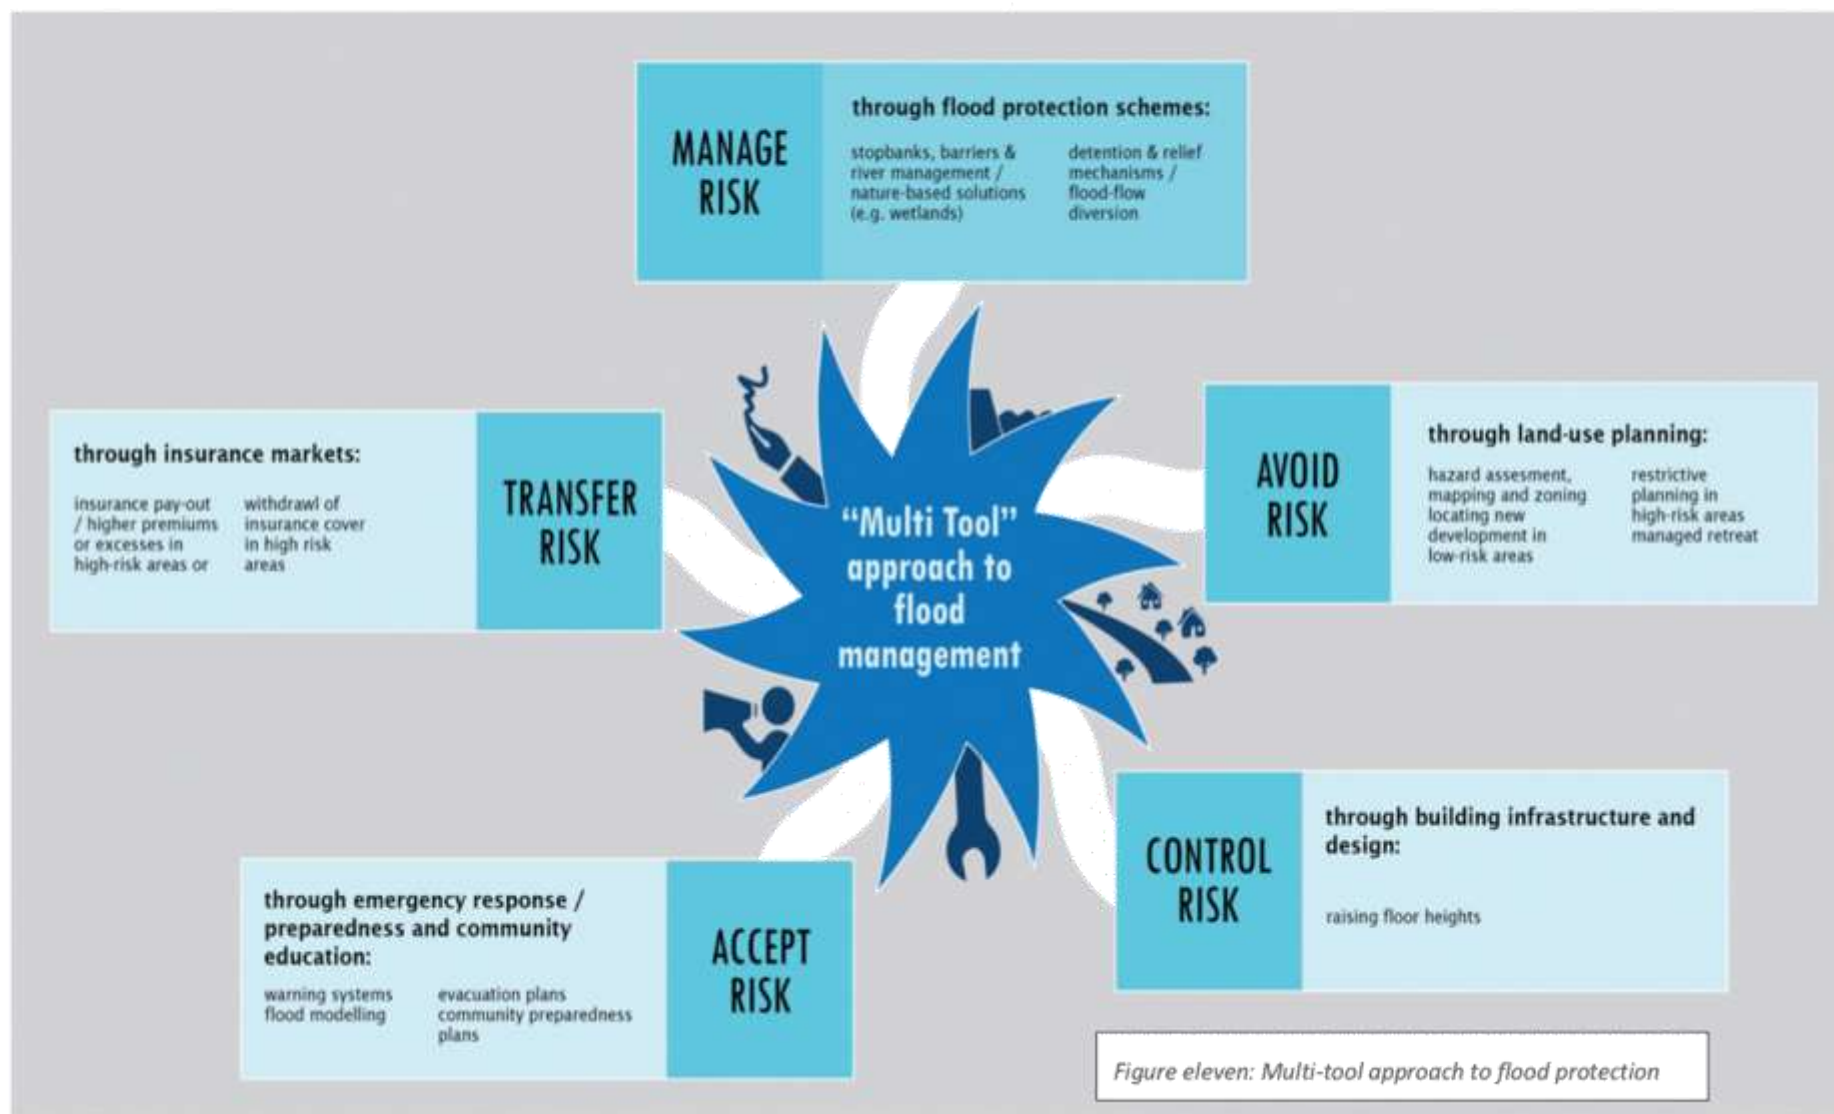 MANAGE
RISK
through flood protection schemes:
stopbanks, barriers &
river management /
nature-based solutions
(e.g. wetlands)
detention & relief
mechanisms /
flood-flow
diversion
through insurance markets:
insurance pay-out
/ higher premiums
or excesses in
high-risk areas or
withdrawl of
insurance cover
in high risk
areas
TRANSFER
RISK
“Multi Tool”
approach to
flood
management
AVOID
RISK
through land-use planning:
hazard assesment,
mapping and zoning
locating new
development in
low-risk areas
restrictive
planning in
high-risk areas
managed retreat
through emergency response /
preparedness and community
education:
warning systems
flood modelling
evacuation plans
community preparedness
plans
ACCEPT
RISK
CONTROL
RISK
through building infrastructure and
design:
raising floor heights
Figure eleven: Multi-tool approach to flood protection